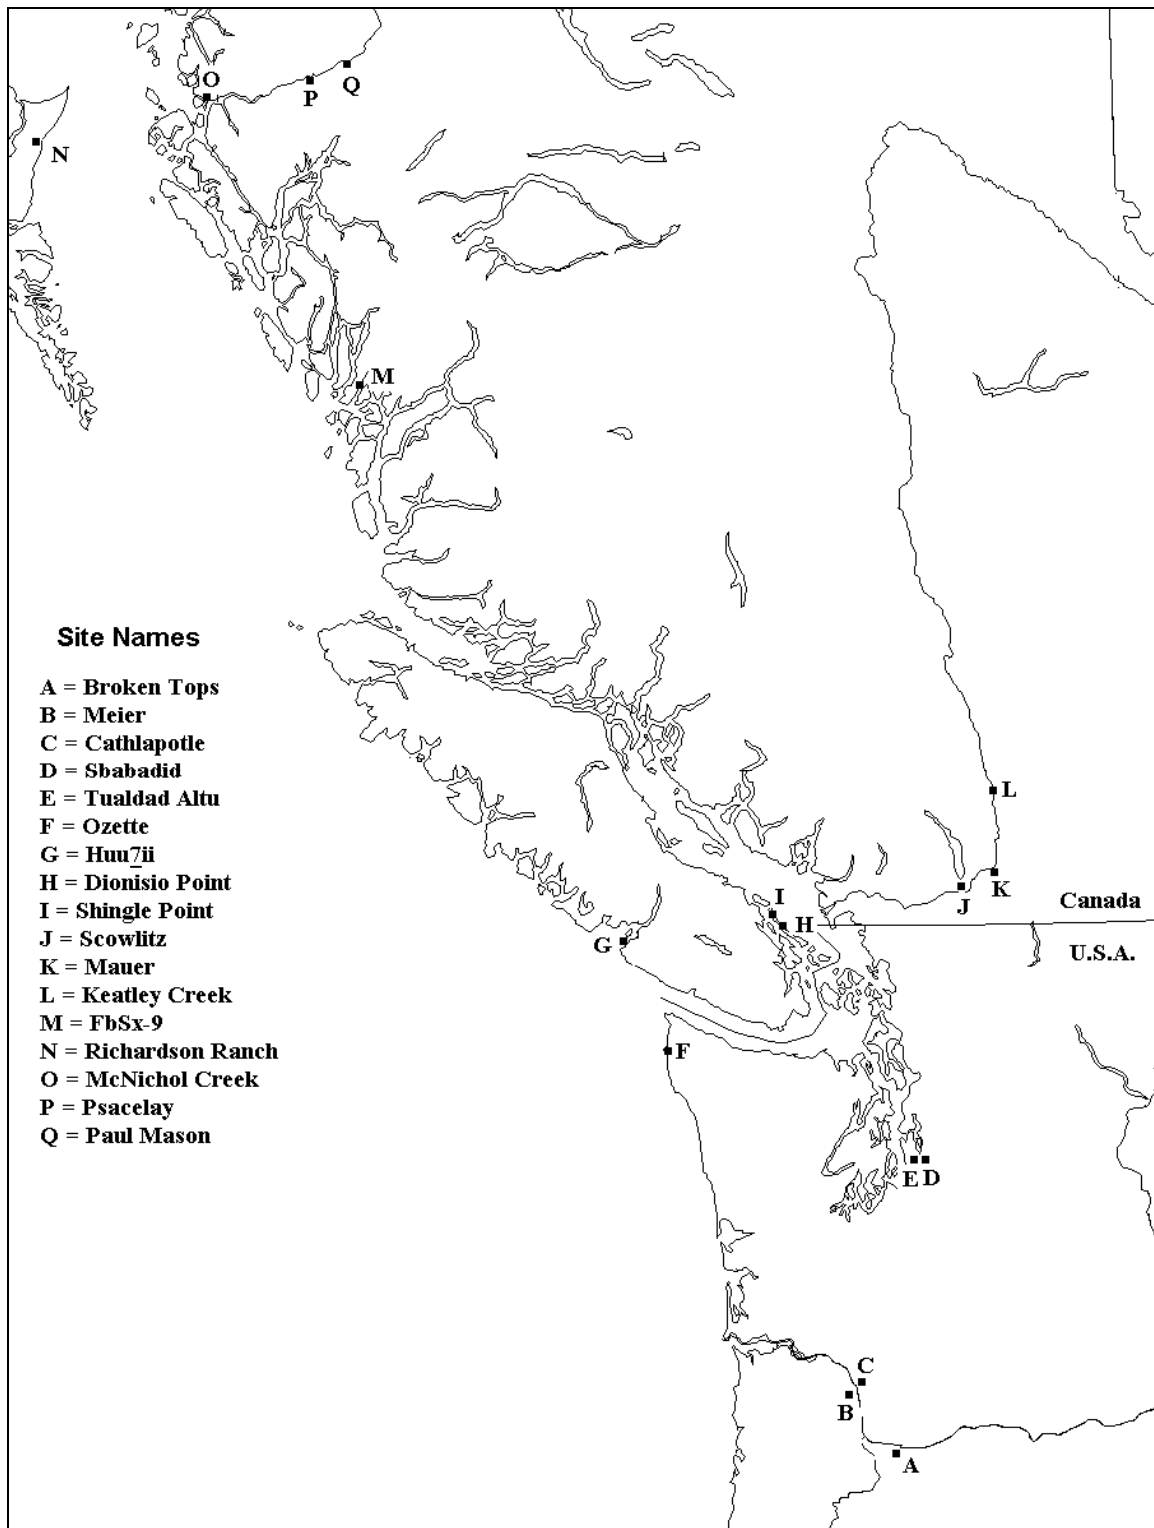 O
P
Q
N
M
Site Names
A = Broken Tops
B = Meier
C = Cathlapotle
D = Sbabadid
E = Tualdad Altu
F = Ozette
G = Huu7ii
H = Dionisio Point
I = Shingle Point
J = Scowlitz
K = Mauer
L = Keatley Creek
M = FbSx-9
N = Richardson Ranch
O = McNichol Creek
P = Psacelay
Q = Paul Mason
L
K
J
Canada
I
H
G
U.S.A.
F
E D
C
B
A